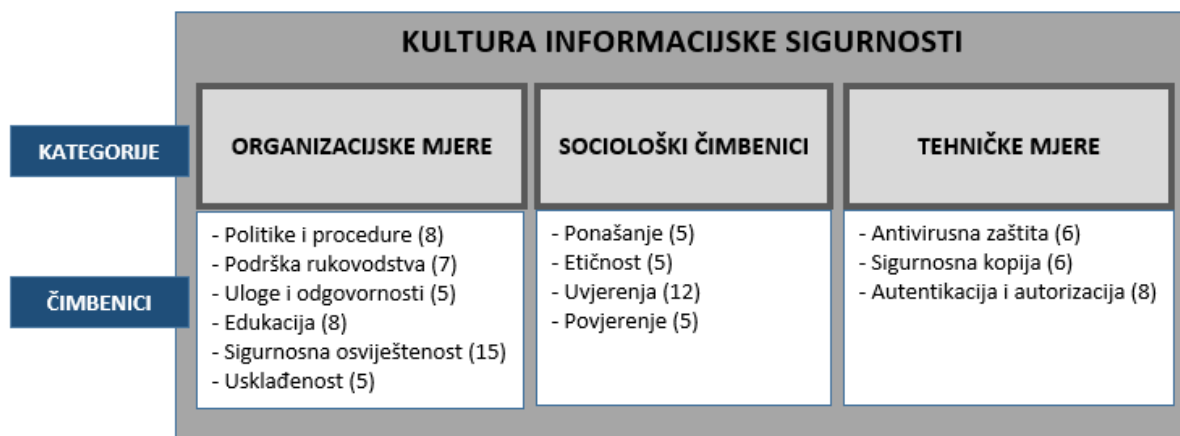 KULTURA INFORMACIJSKE SIGURNOSTI
KATEGORIJE
ORGANIZACIJSKE MJERE
SOCIOLOŠKI ČIMBENICI
TEHNIČKE MJERE
ČIMBENICI
- Politike i procedure (8)
- Podrška rukovodstva (7)
- Uloge i odgovornosti (5)
- Edukacija (8)
- Sigurnosna osviještenost (15)
- Usklađenost (5)
- Ponašanje (5)
- Etičnost (5)
- Uvjerenja (12)
- Povjerenje (5)
- Antivirusna zaštita (6)
- Sigurnosna kopija (6)
- Autentikacija i autorizacija (8)